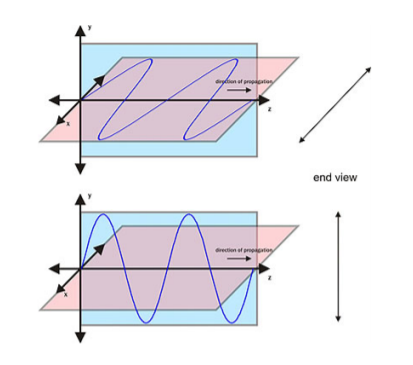 y
direction of propagation
z
x
end view
y
direction of propagation
z
x